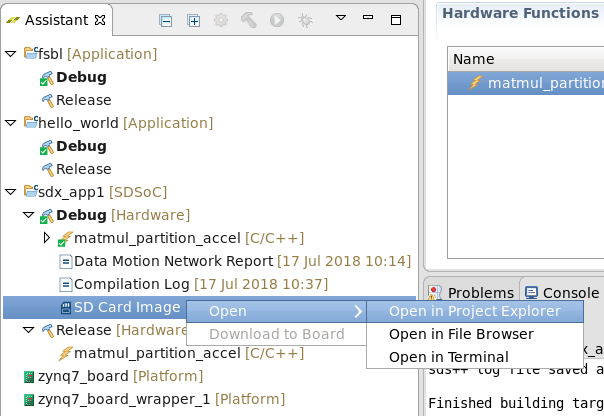 Assistant
fsbl [Application]
Debug
Release
hello_world [Application]
Debug
Release
sdx_app1 [SDSoC]
Debug [Hardware]
matmul_partition_accel [C/C++]
Data Motion Network Report [17 Jul 2018 10:14]
Compilation Log [17 Jul 2018 10:37]
SD Card Image
Release [Hardware
matmul_partition_accel [C/C++]
zynq7_board [Platform]
zynq7_board_wrapper_1 [Platform]
Open
Download to Board
Open in Project Explorer
Open in File Browser
Open in Terminal
Hardware Functions
Name
matmul_partition
Problems
Console
sds++ log file saved a
Finished building targ